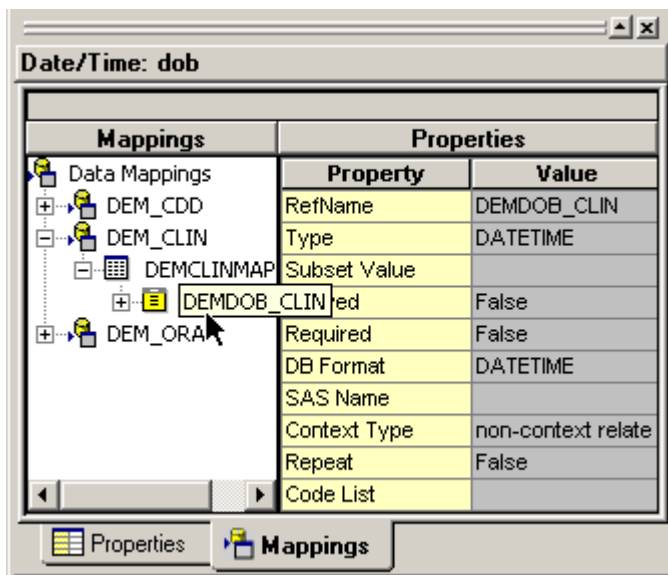 Date/Time: dob
Mappings Properties
Data Mappings Property Value
DEM_CDD RefName DEMDOB_CLIN
DEM_CLIN Type DATETIME
DEMCLINMAP Subset Value
DEMDOB_CLIN ed False
DEM_ORA Required False
DB Format DATETIME
SAS Name
Context Type non-context relate
Repeat False
Code List
Properties Mappings